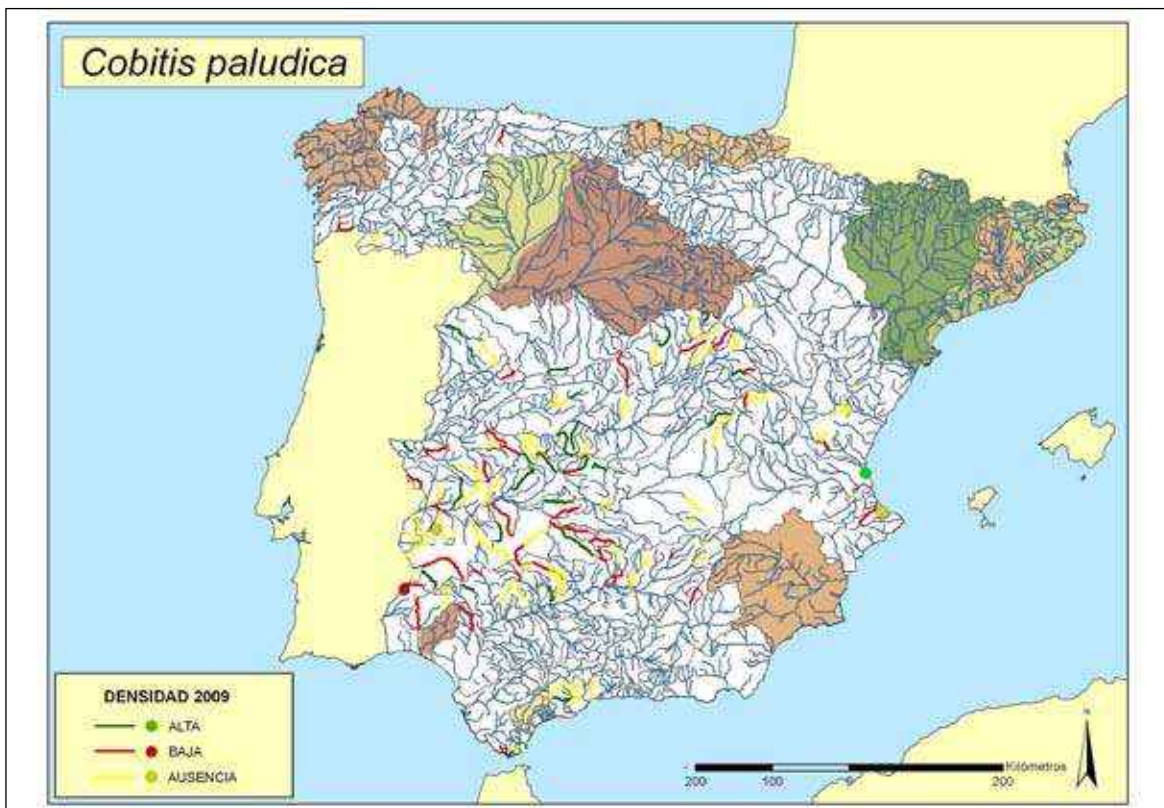 Cobitis paludica
DENSIDAD 2009
ALTA
BAJA
AUSENCIA
Kilómetros
200 100 0 200
N